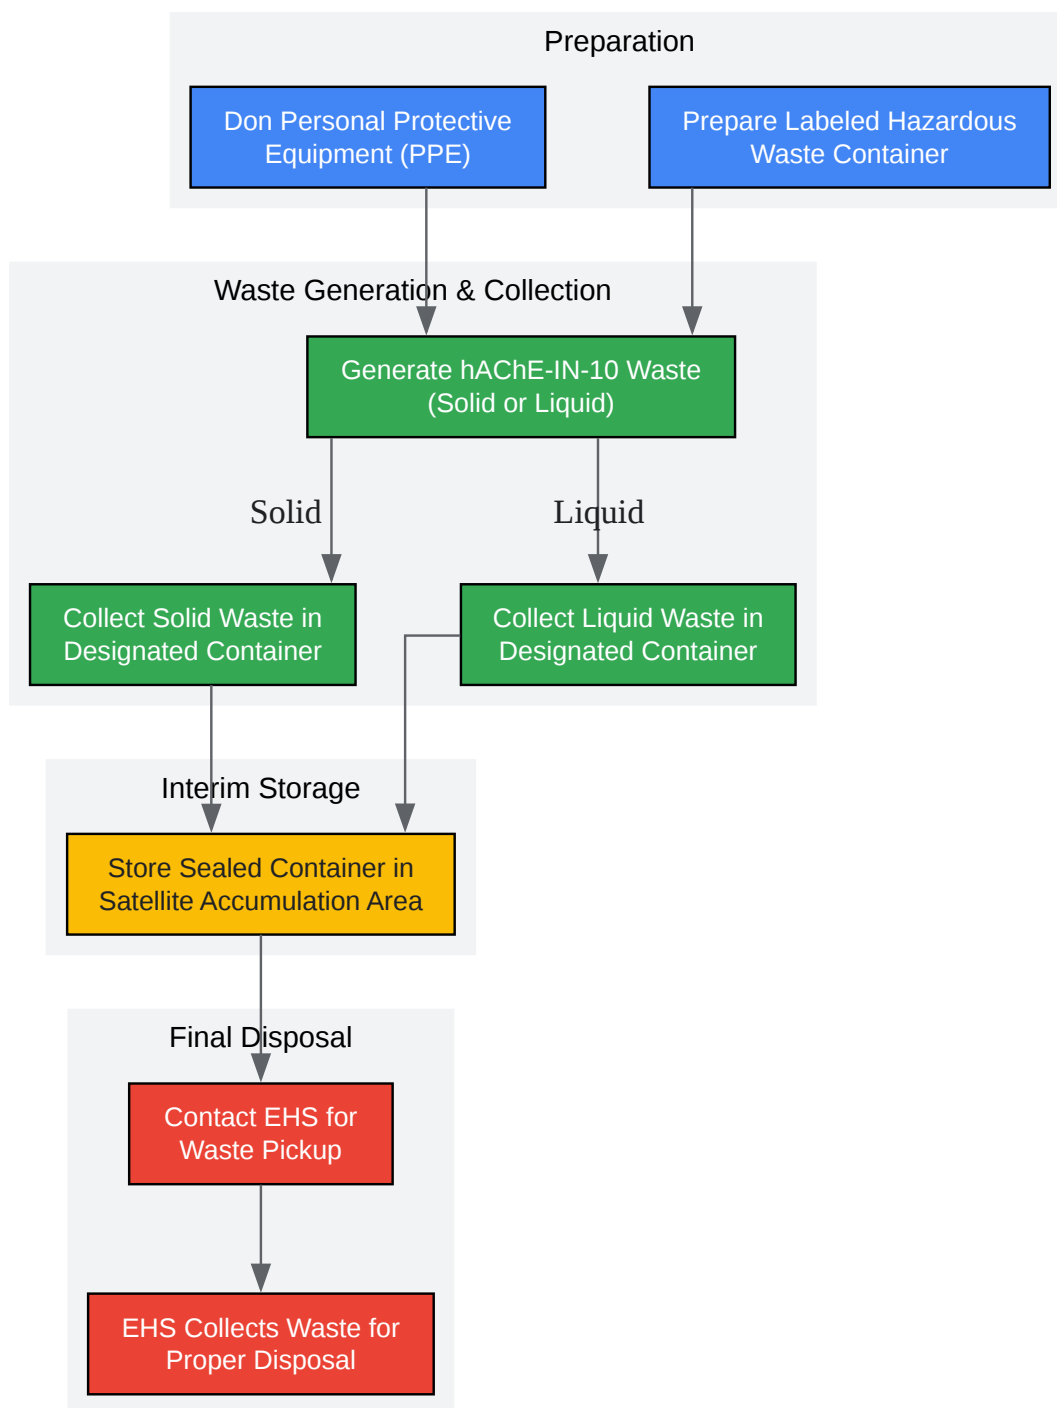 Preparation
Don Personal Protective
Equipment (PPE)
Prepare Labeled Hazardous
Waste Container
Waste Generation & Collection
Generate hAChE-IN-10 Waste
(Solid or Liquid)
Solid
Liquid
Collect Solid Waste in
Designated Container
Collect Liquid Waste in
Designated Container
Interim Storage
Store Sealed Container in
Satellite Accumulation Area
Final Disposal
Contact EHS for
Waste Pickup
EHS Collects Waste for
Proper Disposal